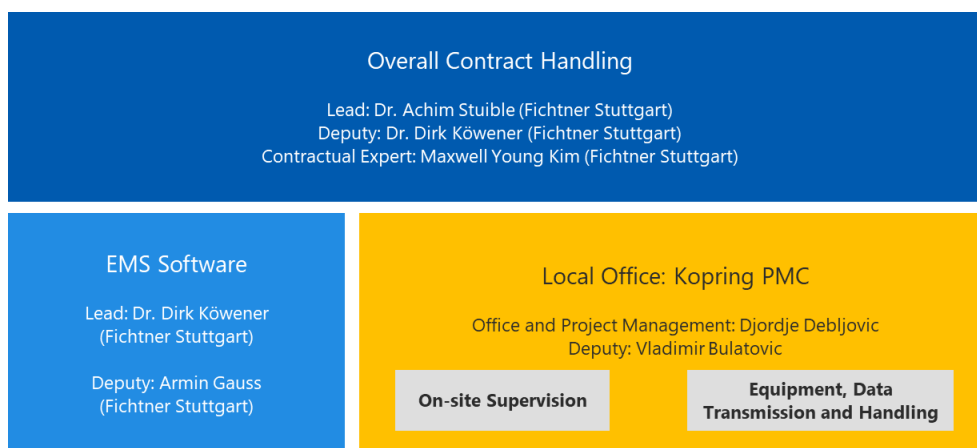 Overall Contract Handling
Lead: Dr. Achim Stuible (Fichtner Stuttgart)
Deputy: Dr. Dirk Köwener (Fichtner Stuttgart)
Contractual Expert: Maxwell Young Kim (Fichtner Stuttgart)
EMS Software
Lead: Dr. Dirk Köwener
(Fichtner Stuttgart)
Deputy: Armin Gauss
(Fichtner Stuttgart)
Local Office: Kopring PMC
Office and Project Management: Djordje Debljovic
Deputy: Vladimir Bulatovic
On-site Supervision
Equipment, Data
Transmission and Handling